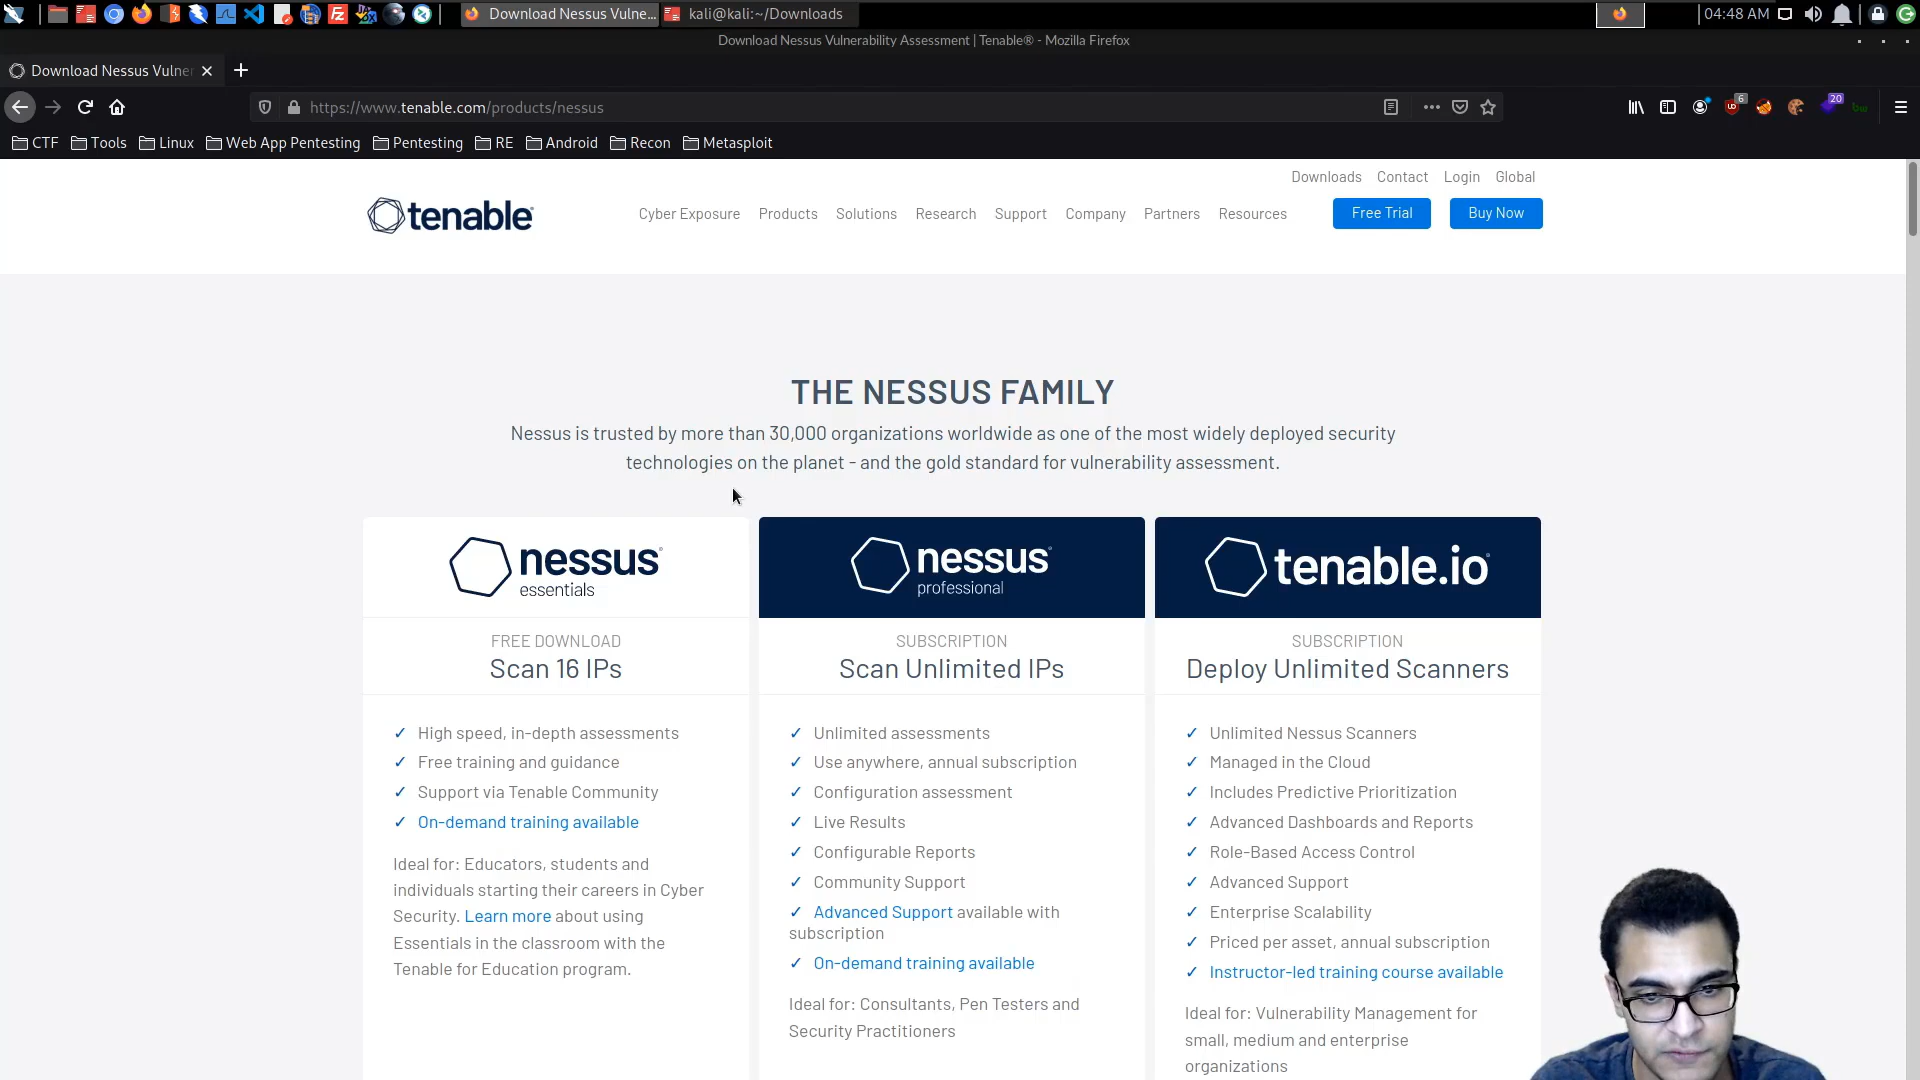 Download Nessus Vulne...
kali@kali:~/Downloads
04:48 AM
Download Nessus Vulnerability Assessment | Tenable® - Mozilla Firefox
Download Nessus Vulner
https://www.tenable.com/products/nessus
6
20
CTF
Tools
Linux
Web App Pentesting
Pentesting
RE
Android
Recon
Metasploit
Downloads
Contact
Login
Global
tenable®
Cyber Exposure
Products
Solutions
Research
Support
Company
Partners
Resources
Free Trial
Buy Now
THE NESSUS FAMILY
Nessus is trusted by more than 30,000 organizations worldwide as one of the most widely deployed security
technologies on the planet - and the gold standard for vulnerability assessment.
nessus®
essentials
FREE DOWNLOAD
Scan 16 IPs
✓ High speed, in-depth assessments
✓ Free training and guidance
✓ Support via Tenable Community
✓ On-demand training available
Ideal for: Educators, students and
individuals starting their careers in Cyber
Security. Learn more about using
Essentials in the classroom with the
Tenable for Education program.
nessus®
professional
SUBSCRIPTION
Scan Unlimited IPs
✓ Unlimited assessments
✓ Use anywhere, annual subscription
✓ Configuration assessment
✓ Live Results
✓ Configurable Reports
✓ Community Support
✓ Advanced Support available with
subscription
✓ On-demand training available
Ideal for: Consultants, Pen Testers and
Security Practitioners
tenable.io®
SUBSCRIPTION
Deploy Unlimited Scanners
✓ Unlimited Nessus Scanners
✓ Managed in the Cloud
✓ Includes Predictive Prioritization
✓ Advanced Dashboards and Reports
✓ Role-Based Access Control
✓ Advanced Support
✓ Enterprise Scalability
✓ Priced per asset, annual subscription
✓ Instructor-led training course available
Ideal for: Vulnerability Management for
small, medium and enterprise
organizations